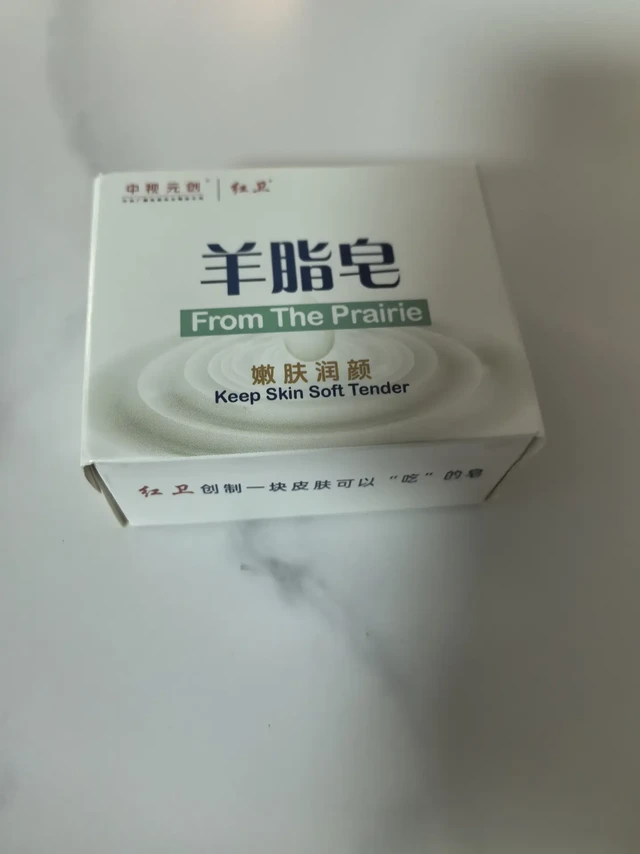 中视元创® 红卫®
羊脂皂
From The Prairie
嫩肤润颜
Keep Skin Soft Tender
红卫创制一块皮肤可以“吃”的皂